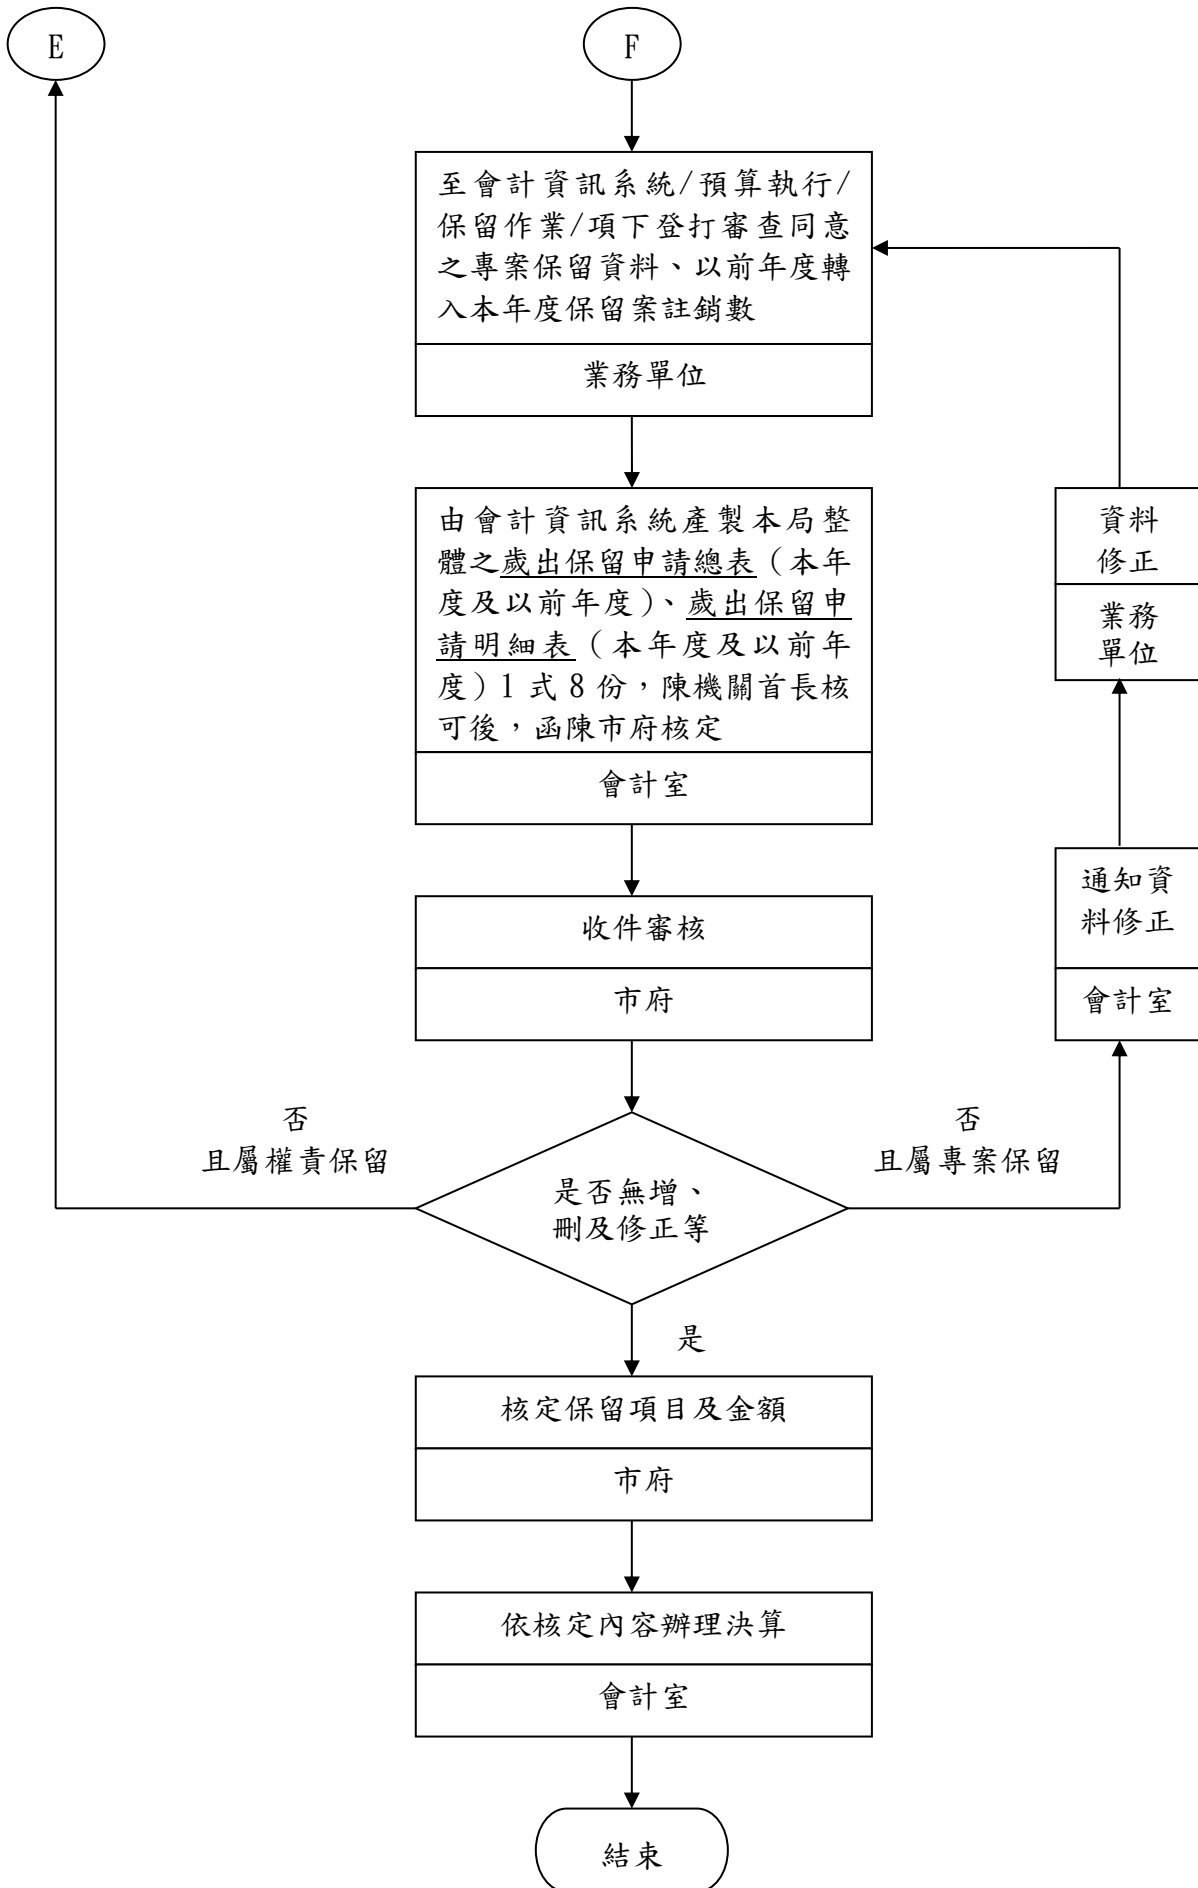 E
F
至會計資訊系統/預算執行/
保留作業/項下登打審查同意
之專案保留資料、以前年度轉
入本年度保留案註銷數
業務單位
由會計資訊系統產製本局整
體之歲出保留申請總表（本年
度及以前年度）、歲出保留申
請明細表（本年度及以前年
度）1 式 8 份，陳機關首長核
可後，函陳市府核定
會計室
資料
修正
業務
單位
收件審核
市府
通知資
料修正
會計室
否
且屬權責保留
是否無增、
刪及修正等
否
且屬專案保留
是
核定保留項目及金額
市府
依核定內容辦理決算
會計室
結束